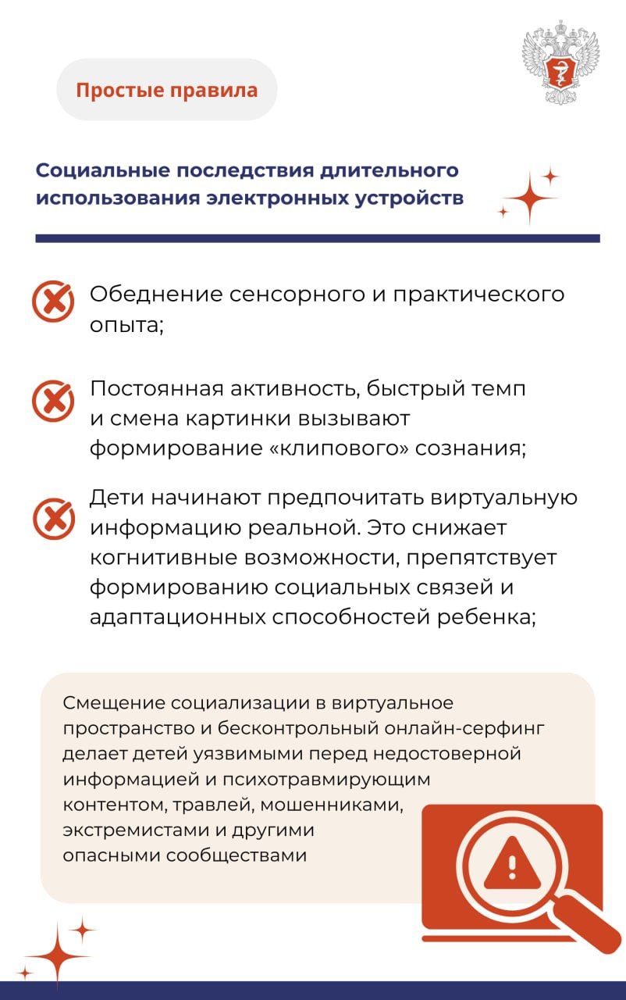 Простые правила
Социальные последствия длительного
использования электронных устройств
Обеднение сенсорного и практического
опыта;
Постоянная активность, быстрый темп
и смена картинки вызывают
формирование «клипового» сознания;
Дети начинают предпочитать виртуальную
информацию реальной. Это снижает
когнитивные возможности, препятствует
формированию социальных связей и
адаптационных способностей ребенка;
Смещение социализации в виртуальное
пространство и бесконтрольный онлайн-серфинг
делает детей уязвимыми перед недостоверной
информацией и психотравмирующим
контентом, травлей, мошенниками,
экстремистами и другими
опасными сообществами